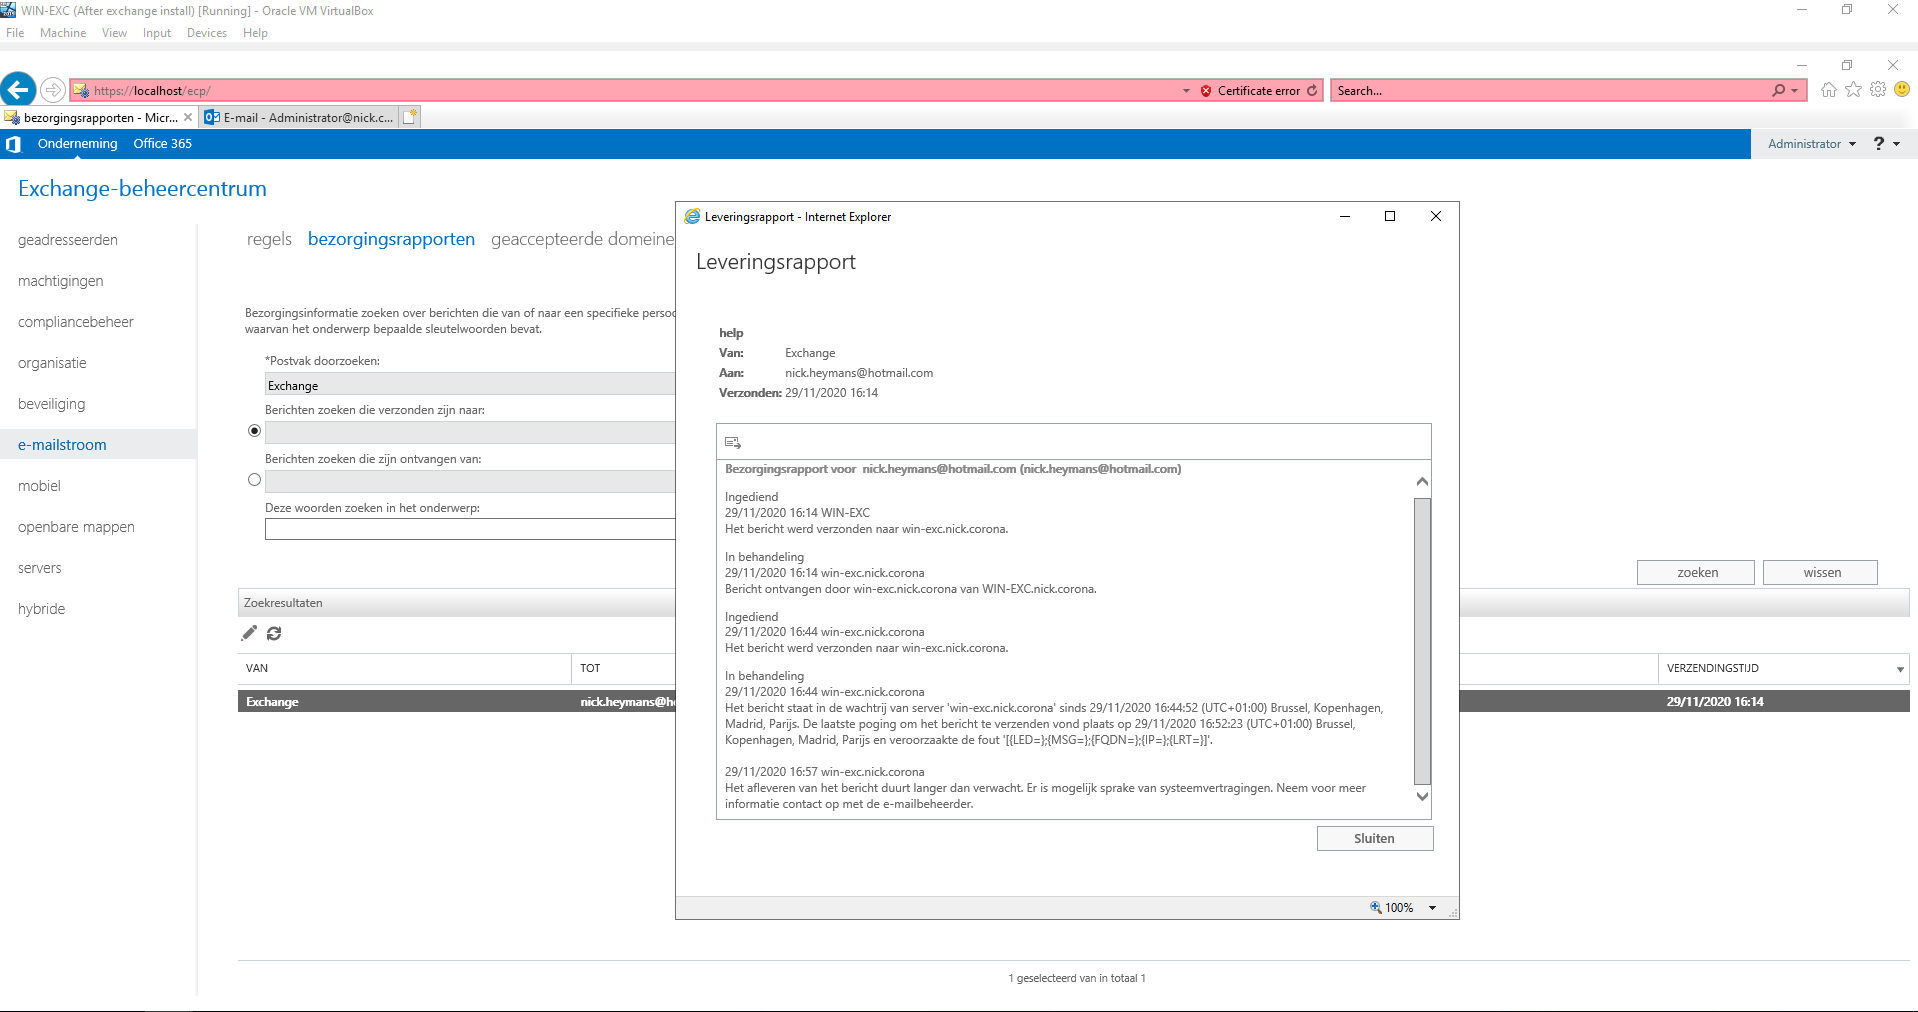 WIN-EXC (After exchange install) [Running] - Oracle VM VirtualBox
File Machine View Input Devices Help
https://localhost/ecp/
Certificate error
Search...
bezorgingsrapporten - Micr...
E-mail - Administrator@nick.c...
Onderneming Office 365
Administrator ?
Exchange-beheercentrum
geadresseerden
machtigingen
compliancebeheer
organisatie
beveiliging
e-mailstroom
mobiel
openbare mappen
servers
hybride
regels bezorgingsrapporten geaccepteerde domeine
Bezorgingsinformatie zoeken over berichten die van of naar een specifieke persoo
waarvan het onderwerp bepaalde sleutelwoorden bevat.
*Postvak doorzoeken:
Exchange
Berichten zoeken die verzonden zijn naar:
Berichten zoeken die zijn ontvangen van:
Deze woorden zoeken in het onderwerp:
zoeken wissen
Zoekresultaten
VAN TOT VERZENDINGSTIJD
Exchange nick.heymans@h 29/11/2020 16:14
1 geselecteerd van in totaal 1
Leveringsrapport - Internet Explorer
Leveringsrapport
help
Van: Exchange
Aan: nick.heymans@hotmail.com
Verzonden: 29/11/2020 16:14
Bezorgingsrapport voor nick.heymans@hotmail.com (nick.heymans@hotmail.com)
Ingediend
29/11/2020 16:14 WIN-EXC
Het bericht werd verzonden naar win-exc.nick.corona.
In behandeling
29/11/2020 16:14 win-exc.nick.corona
Bericht ontvangen door win-exc.nick.corona van WIN-EXC.nick.corona.
Ingediend
29/11/2020 16:44 win-exc.nick.corona
Het bericht werd verzonden naar win-exc.nick.corona.
In behandeling
29/11/2020 16:44 win-exc.nick.corona
Het bericht staat in de wachtrij van server 'win-exc.nick.corona' sinds 29/11/2020 16:44:52 (UTC+01:00) Brussel, Kopenhagen,
Madrid, Parijs. De laatste poging om het bericht te verzenden vond plaats op 29/11/2020 16:52:23 (UTC+01:00) Brussel,
Kopenhagen, Madrid, Parijs en veroorzaakte de fout '[{LED=};{MSG=};{FQDN=};{IP=};{LRT=}]'.
29/11/2020 16:57 win-exc.nick.corona
Het afleveren van het bericht duurt langer dan verwacht. Er is mogelijk sprake van systeemvertragingen. Neem voor meer
informatie contact op met de e-mailbeheerder.
Sluiten
100%